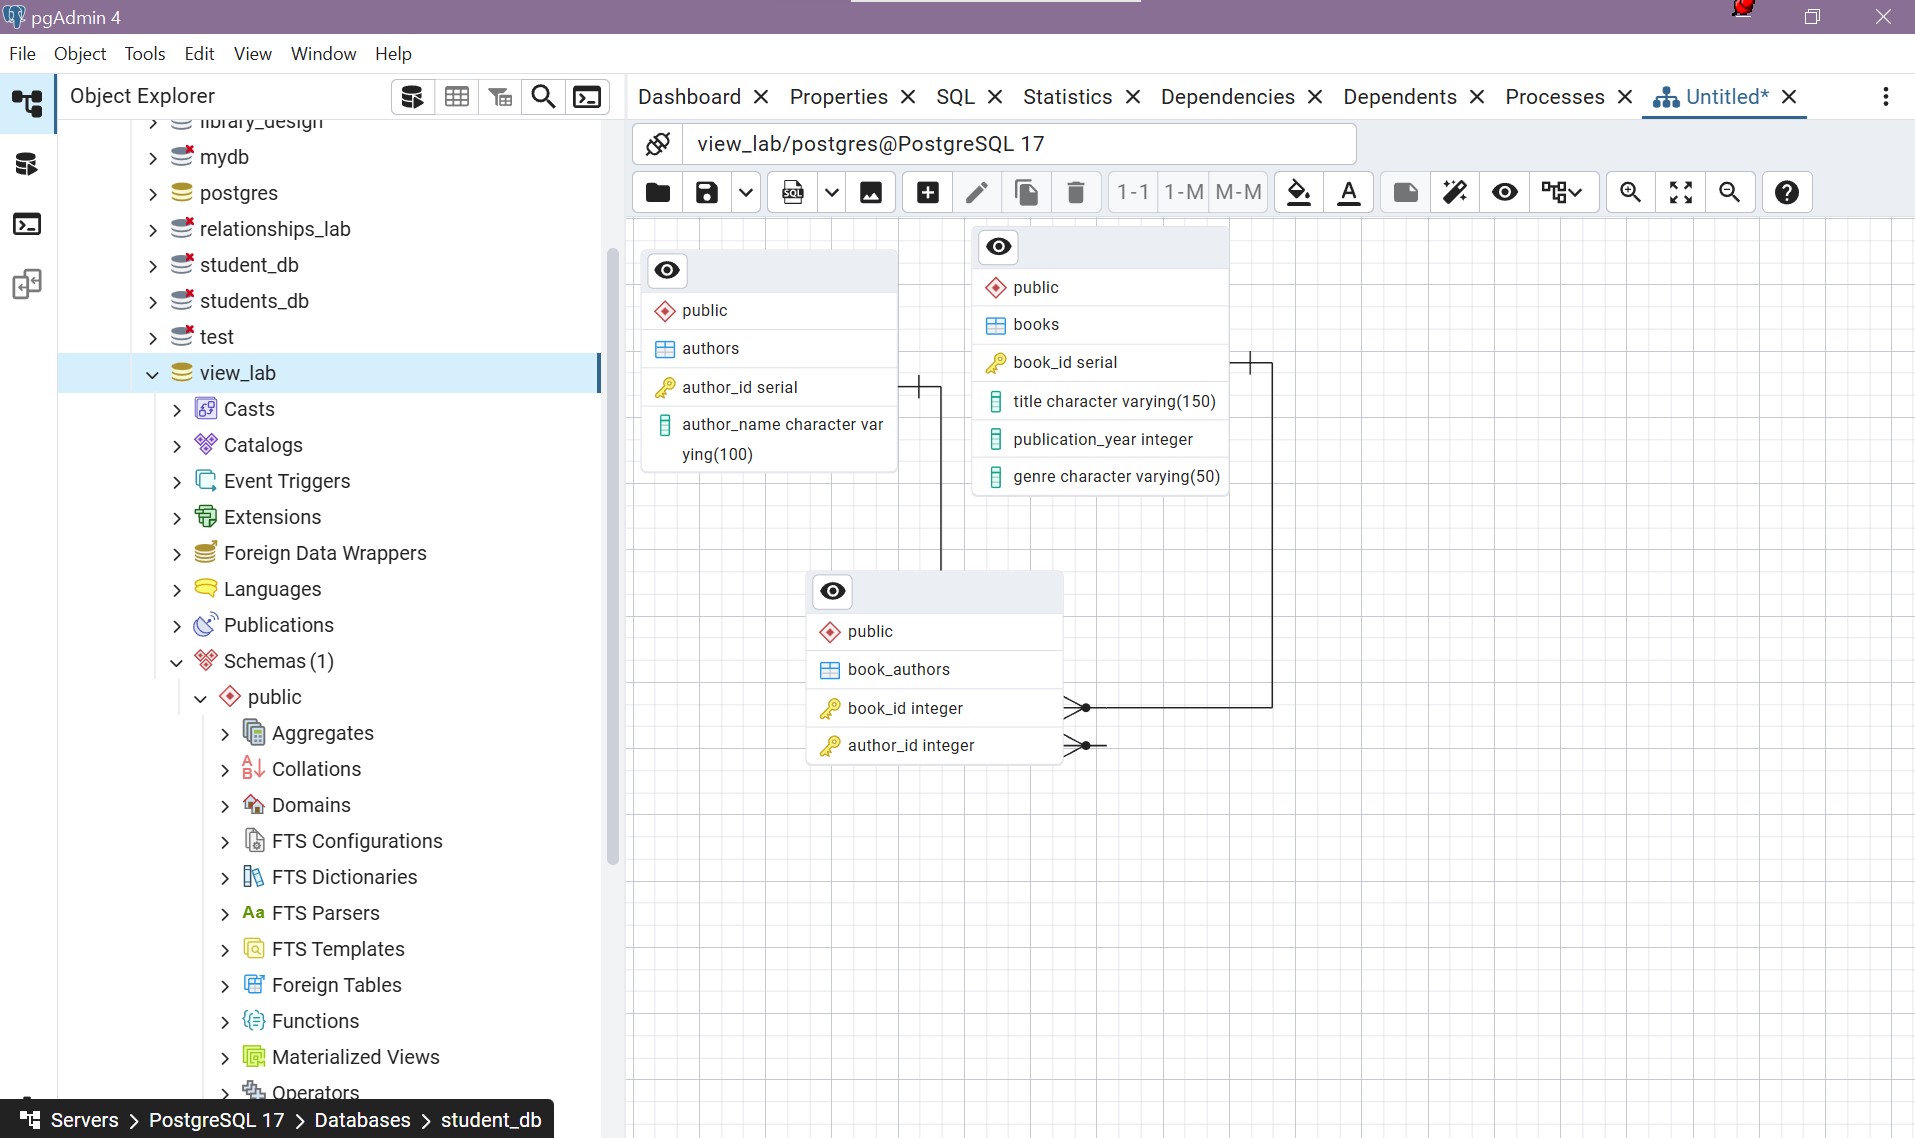 pgAdmin 4
File Object Tools Edit View Window Help
Object Explorer
Dashboard Properties SQL Statistics Dependencies Dependents Processes Untitled*
view_lab/postgres@PostgreSQL 17
SQL 1-1 1-M M-M A
library_design
mydb
postgres
relationships_lab
student_db
students_db
test
view_lab
Casts
Catalogs
Event Triggers
Extensions
Foreign Data Wrappers
Languages
Publications
Schemas (1)
public
Aggregates
Collations
Domains
FTS Configurations
FTS Dictionaries
Aa FTS Parsers
FTS Templates
Foreign Tables
Functions
Materialized Views
Operators
Servers > PostgreSQL 17 > Databases > student_db
public
authors
author_id serial
author_name character var
ying(100)
public
books
book_id serial
title character varying(150)
publication_year integer
genre character varying(50)
public
book_authors
book_id integer
author_id integer